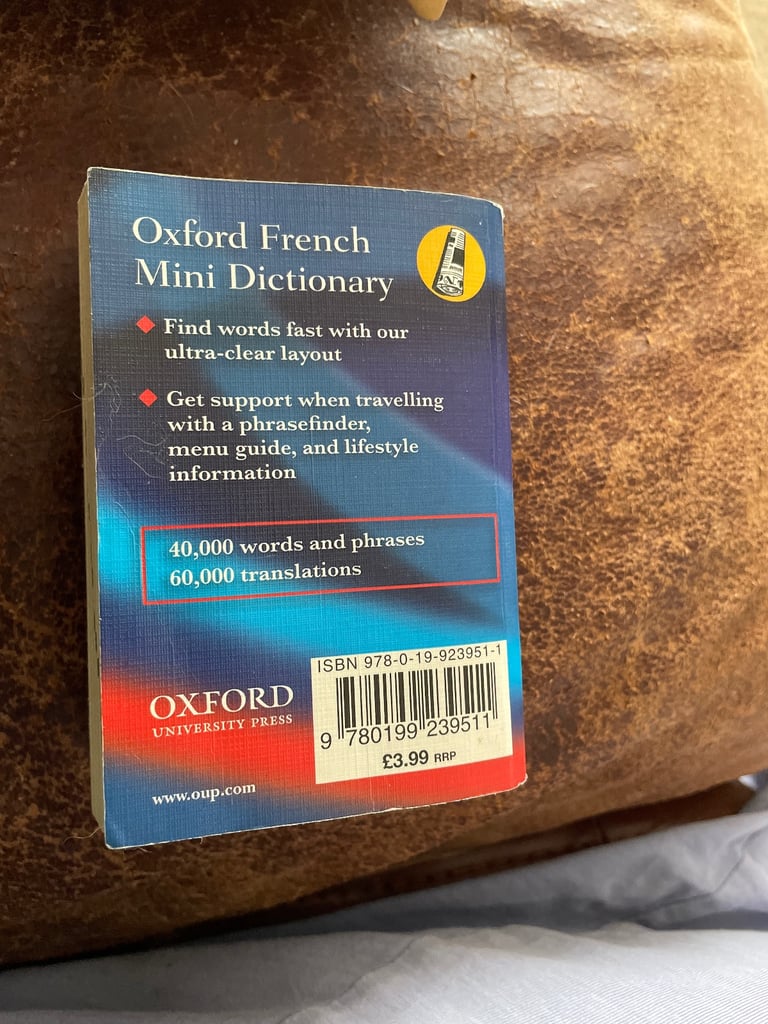 Oxford French
Mini Dictionary
Find words fast with our
ultra-clear layout
Get support when travelling
with a phrasefinder,
menu guide, and lifestyle
information
40,000 words and phrases
60,000 translations
OXFORD
UNIVERSITY PRESS
www.oup.com
ISBN 978-0-19-923951-1
9 780199 239511
£3.99 RRP